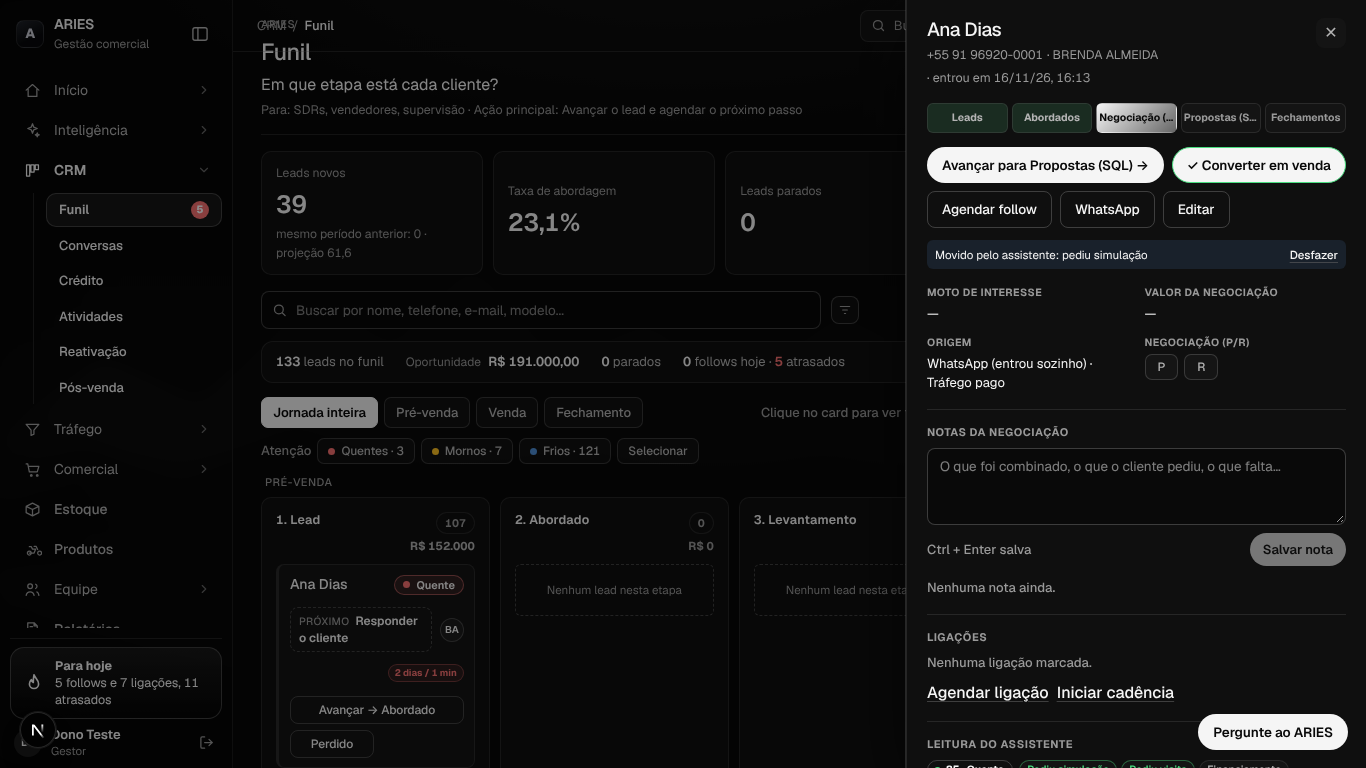 A
ARIES
Gestão comercial
Início
Inteligência
CRM
Funil
5
Conversas
Crédito
Atividades
Reativação
Pós-venda
Tráfego
Comercial
Estoque
Produtos
Equipe
Relatórios
Para hoje
5 follows e 7 ligações, 11
atrasados
N
Dono Teste
Gestor
CRM / Funil
ARIES
Funil
Em que etapa está cada cliente?
Para: SDRs, vendedores, supervisão · Ação principal: Avançar o lead e agendar o próximo passo
Leads novos
39
mesmo período anterior: 0 ·
projeção 61,6
Taxa de abordagem
23,1%
Leads parados
0
Buscar por nome, telefone, e-mail, modelo...
133 leads no funil
Oportunidade R$ 191.000,00
0 parados
0 follows hoje · 5 atrasados
Jornada inteira
Pré-venda
Venda
Fechamento
Clique no card para ver
Atenção
Quentes · 3
Mornos · 7
Frios · 121
Selecionar
PRÉ-VENDA
1. Lead
107
R$ 152.000
Ana Dias
Quente
PRÓXIMO Responder
o cliente
BA
2 dias / 1 min
Avançar → Abordado
Perdido
2. Abordado
0
R$ 0
Nenhum lead nesta etapa
3. Levantamento
Nenhum lead nesta eta
Ana Dias
+55 91 96920-0001 · BRENDA ALMEIDA
· entrou em 16/11/26, 16:13
Leads
Abordados
Negociação (...
Propostas (S...
Fechamentos
Avançar para Propostas (SQL) →
✓ Converter em venda
Agendar follow
WhatsApp
Editar
Movido pelo assistente: pediu simulação
Desfazer
MOTO DE INTERESSE
—
VALOR DA NEGOCIAÇÃO
—
ORIGEM
WhatsApp (entrou sozinho) ·
Tráfego pago
NEGOCIAÇÃO (P/R)
P
R
NOTAS DA NEGOCIAÇÃO
O que foi combinado, o que o cliente pediu, o que falta...
Ctrl + Enter salva
Salvar nota
Nenhuma nota ainda.
LIGAÇÕES
Nenhuma ligação marcada.
Agendar ligação
Iniciar cadência
LEITURA DO ASSISTENTE
Pergunte ao ARIES